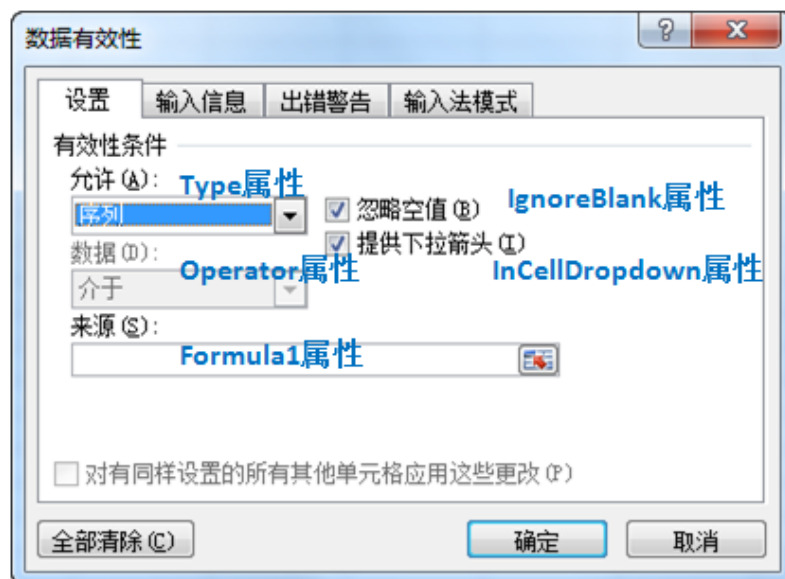 数据有效性
设置 输入信息 出错警告 输入法模式
有效性条件
允许(A): Type属性
序列 忽略空值(B) IgnoreBlank属性
数据(D): 提供下拉箭头(I)
介于 Operator属性 InCellDropdown属性
来源(S):
Formula1属性
对有同样设置的所有其他单元格应用这些更改(P)
全部清除(C) 确定 取消